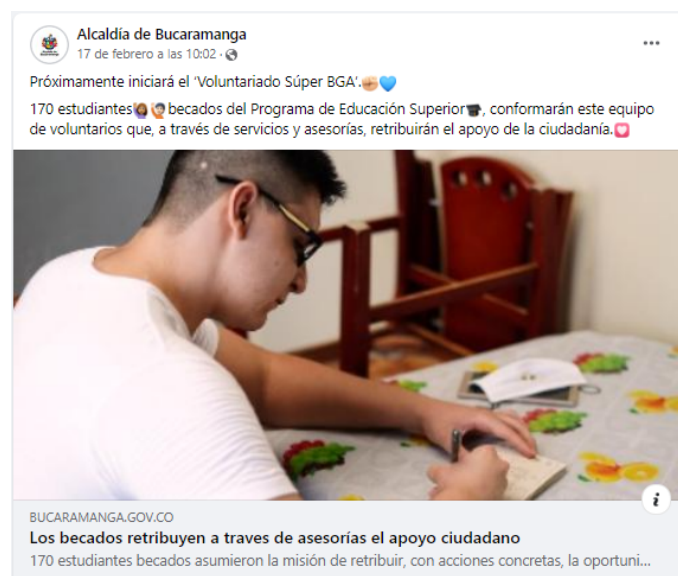 Alcaldía de Bucaramanga
17 de febrero a las 10:02 ·
Próximamente iniciará el ‘Voluntariado Súper BGA’.✊🏼💙
170 estudiantes🙋🏽‍♀️🙋🏻‍♂️becados del Programa de Educación Superior🎓, conformarán este equipo
de voluntarios que, a través de servicios y asesorías, retribuirán el apoyo de la ciudadanía.💟
BUCARAMANGA.GOV.CO
Los becados retribuyen a traves de asesorías el apoyo ciudadano
170 estudiantes becados asumieron la misión de retribuir, con acciones concretas, la oportuni...